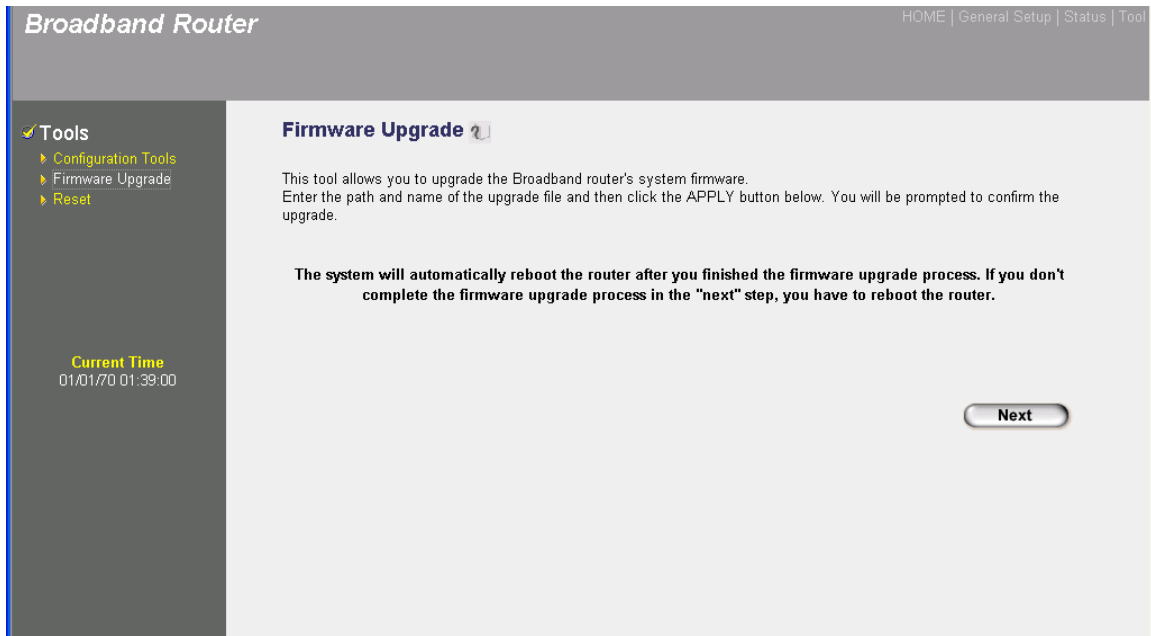 Broadband Router
HOME | General Setup | Status | Tool
Tools
Configuration Tools
Firmware Upgrade
Reset
Current Time
01/01/70 01:39:00
Firmware Upgrade
This tool allows you to upgrade the Broadband router's system firmware.
Enter the path and name of the upgrade file and then click the APPLY button below. You will be prompted to confirm the
upgrade.
The system will automatically reboot the router after you finished the firmware upgrade process. If you don't
complete the firmware upgrade process in the "next" step, you have to reboot the router.
Next